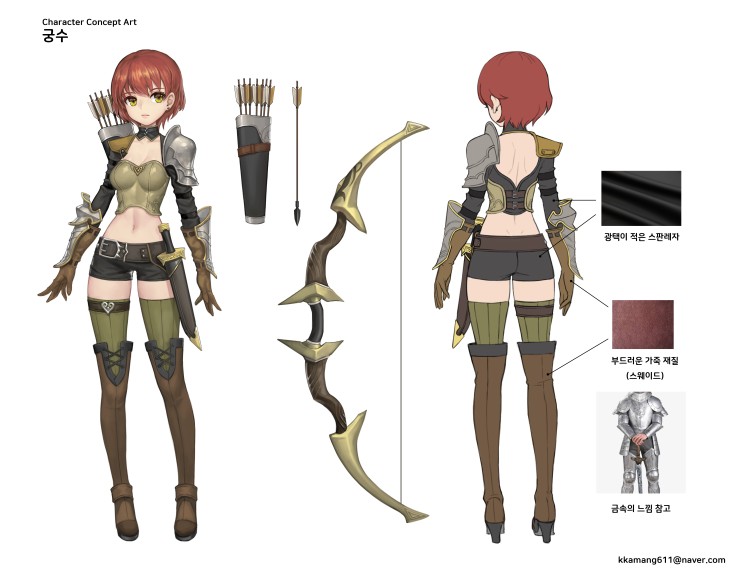 Character Concept Art
궁수
광택이 적은 스판레자
부드러운 가죽 재질
(스웨이드)
금속의 느낌 참고
kkamang611@naver.com